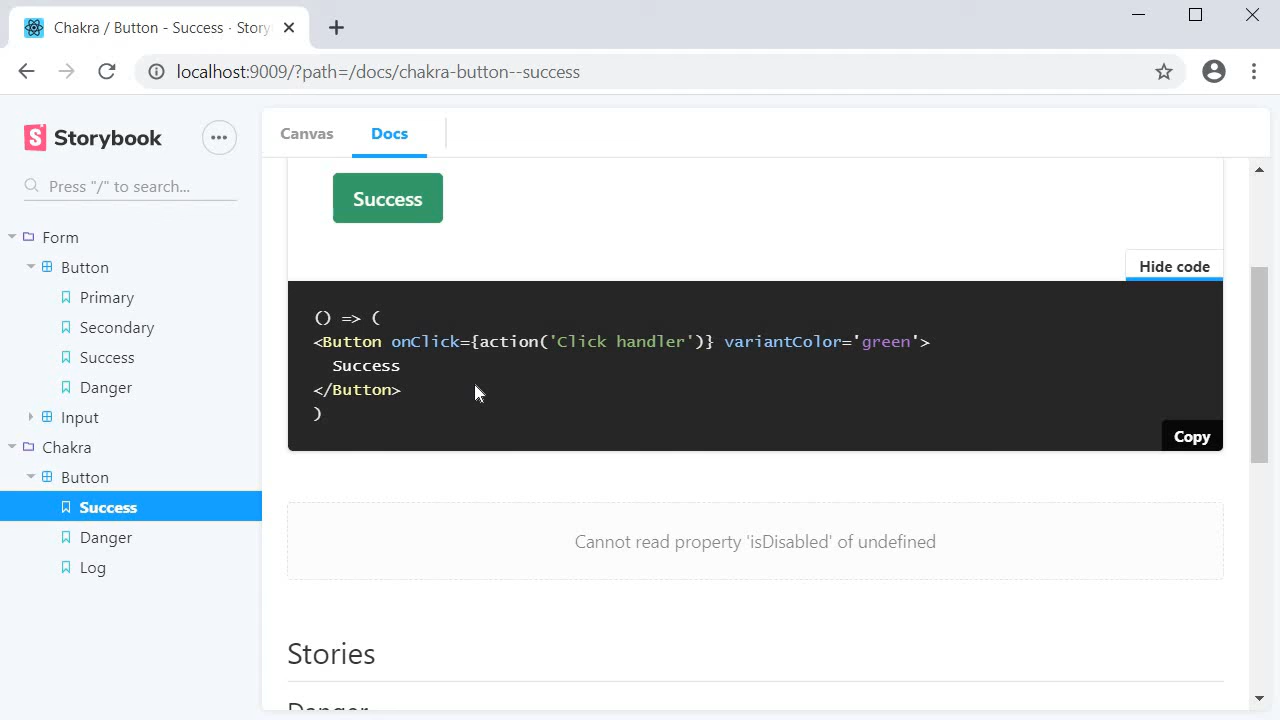 Chakra / Button - Success · Story
localhost:9009/?path=/docs/chakra-button--success
Storybook
Press "/" to search...
Form
Button
Primary
Secondary
Success
Danger
Input
Chakra
Button
Success
Danger
Log
Canvas
Docs
Success
Hide code
() => (
<Button onClick={action('Click handler')} variantColor='green'>
Success
</Button>
)
Copy
Cannot read property 'isDisabled' of undefined
Stories
Danger